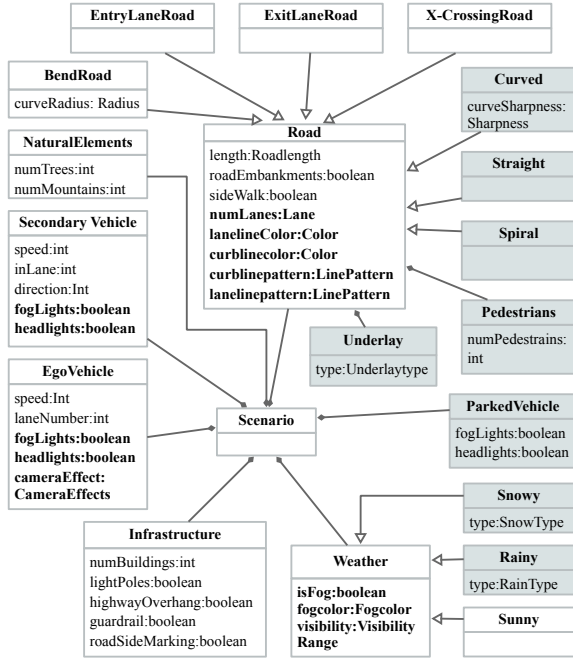 EntryLaneRoad
ExitLaneRoad
X-CrossingRoad
BendRoad
curveRadius: Radius
NaturalElements
numTrees:int
numMountains:int
Secondary Vehicle
speed:int
inLane:int
direction:Int
fogLights:boolean
headlights:boolean
EgoVehicle
speed:Int
laneNumber:int
fogLights:boolean
headlights:boolean
cameraEffect:
CameraEffects
Road
length:Roadlength
roadEmbankments:boolean
sideWalk:boolean
numLanes:Lane
lanelineColor:Color
curblinecolor:Color
curblinepattern:LinePattern
lanelinepattern:LinePattern
Curved
curveSharpness:
Sharpness
Straight
Spiral
Pedestrians
numPedestrains:
int
Underlay
type:Underlaytype
Scenario
ParkedVehicle
fogLights:boolean
headlights:boolean
Infrastructure
numBuildings:int
lightPoles:boolean
highwayOverhang:boolean
guardrail:boolean
roadSideMarking:boolean
Weather
isFog:boolean
fogcolor:Fogcolor
visibility:Visibility
Range
Snowy
type:SnowType
Rainy
type:RainType
Sunny